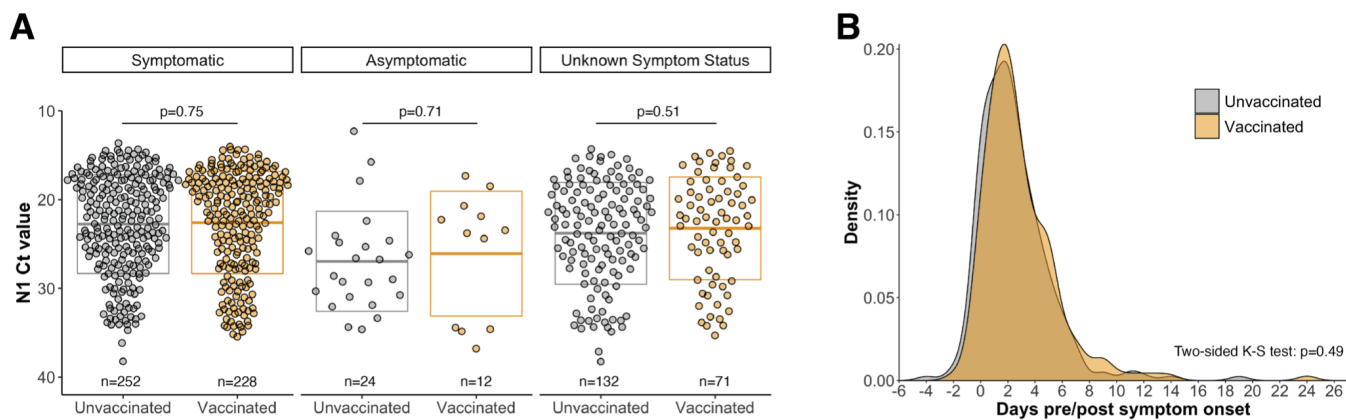 A
Symptomatic
Asymptomatic
Unknown Symptom Status
N1 Ct value
10
20
30
40
p=0.75
p=0.71
p=0.51
n=252
n=228
n=24
n=12
n=132
n=71
Unvaccinated
Vaccinated
Unvaccinated
Vaccinated
Unvaccinated
Vaccinated
B
Density
0.20
0.15
0.10
0.05
0.00
Unvaccinated
Vaccinated
Two-sided K-S test: p=0.49
-6 -4 -2 0 2 4 6 8 10 12 14 16 18 20 22 24 26
Days pre/post symptom onset